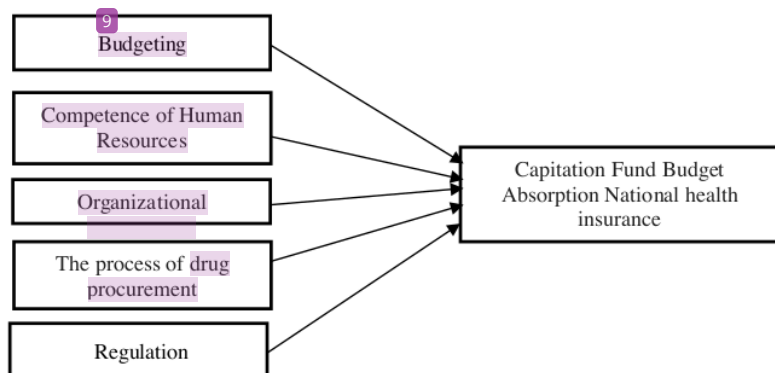 9
Budgeting
Competence of Human
Resources
Organizational
The process of drug
procurement
Regulation
Capitation Fund Budget
Absorption National health
insurance